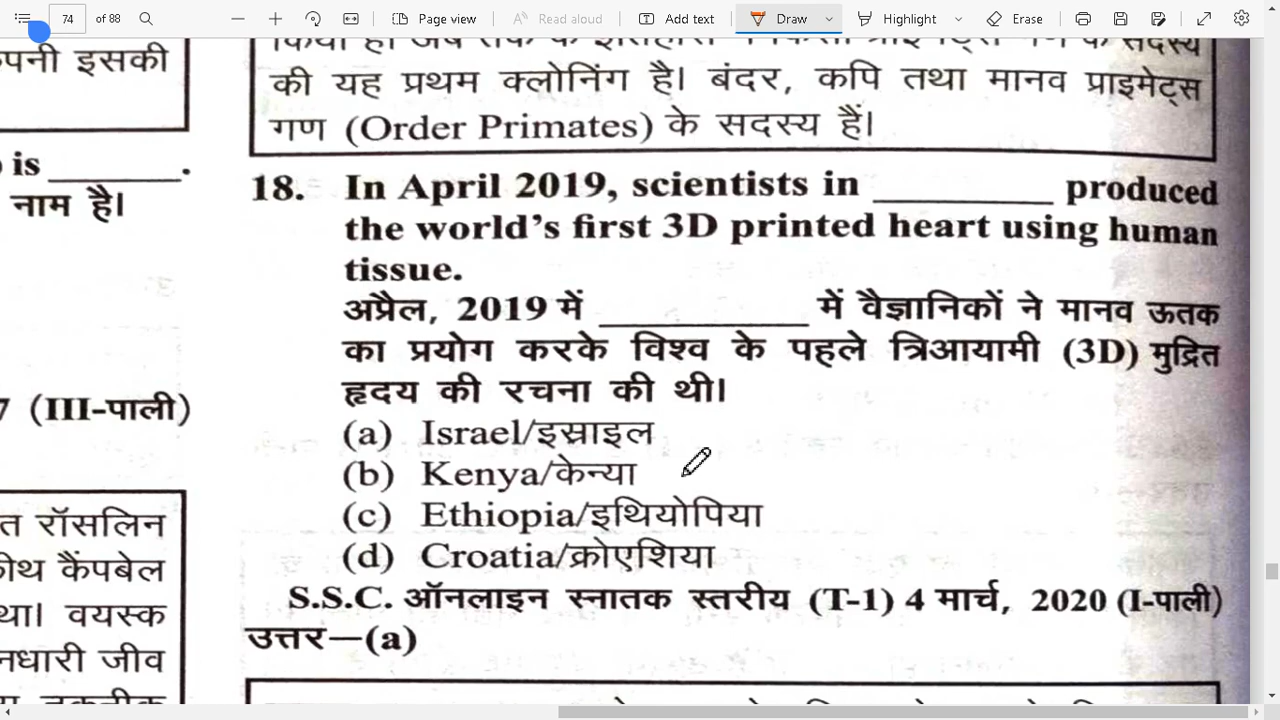 74 of 88
Page view
Read aloud
Add text
Draw
Highlight
Erase
पनी इसकी
की यह प्रथम क्लोनिंग है। बंदर, कपि तथा मानव प्राइमेट्स
गण (Order Primates) के सदस्य हैं।
is ________.
नाम है।
18. In April 2019, scientists in _________ produced
the world's first 3D printed heart using human
tissue.
अप्रैल, 2019 में __________ में वैज्ञानिकों ने मानव ऊतक
का प्रयोग करके विश्व के पहले त्रिआयामी (3D) मुद्रित
हृदय की रचना की थी।
7 (III-पाली)
(a) Israel/इस्राइल
(b) Kenya/केन्या
(c) Ethiopia/इथियोपिया
(d) Croatia/क्रोएशिया
S.S.C. ऑनलाइन स्नातक स्तरीय (T-1) 4 मार्च, 2020 (I-पाली)
उत्तर—(a)
त रॉसलिन
कीथ कैंपबेल
था। वयस्क
नधारी जीव